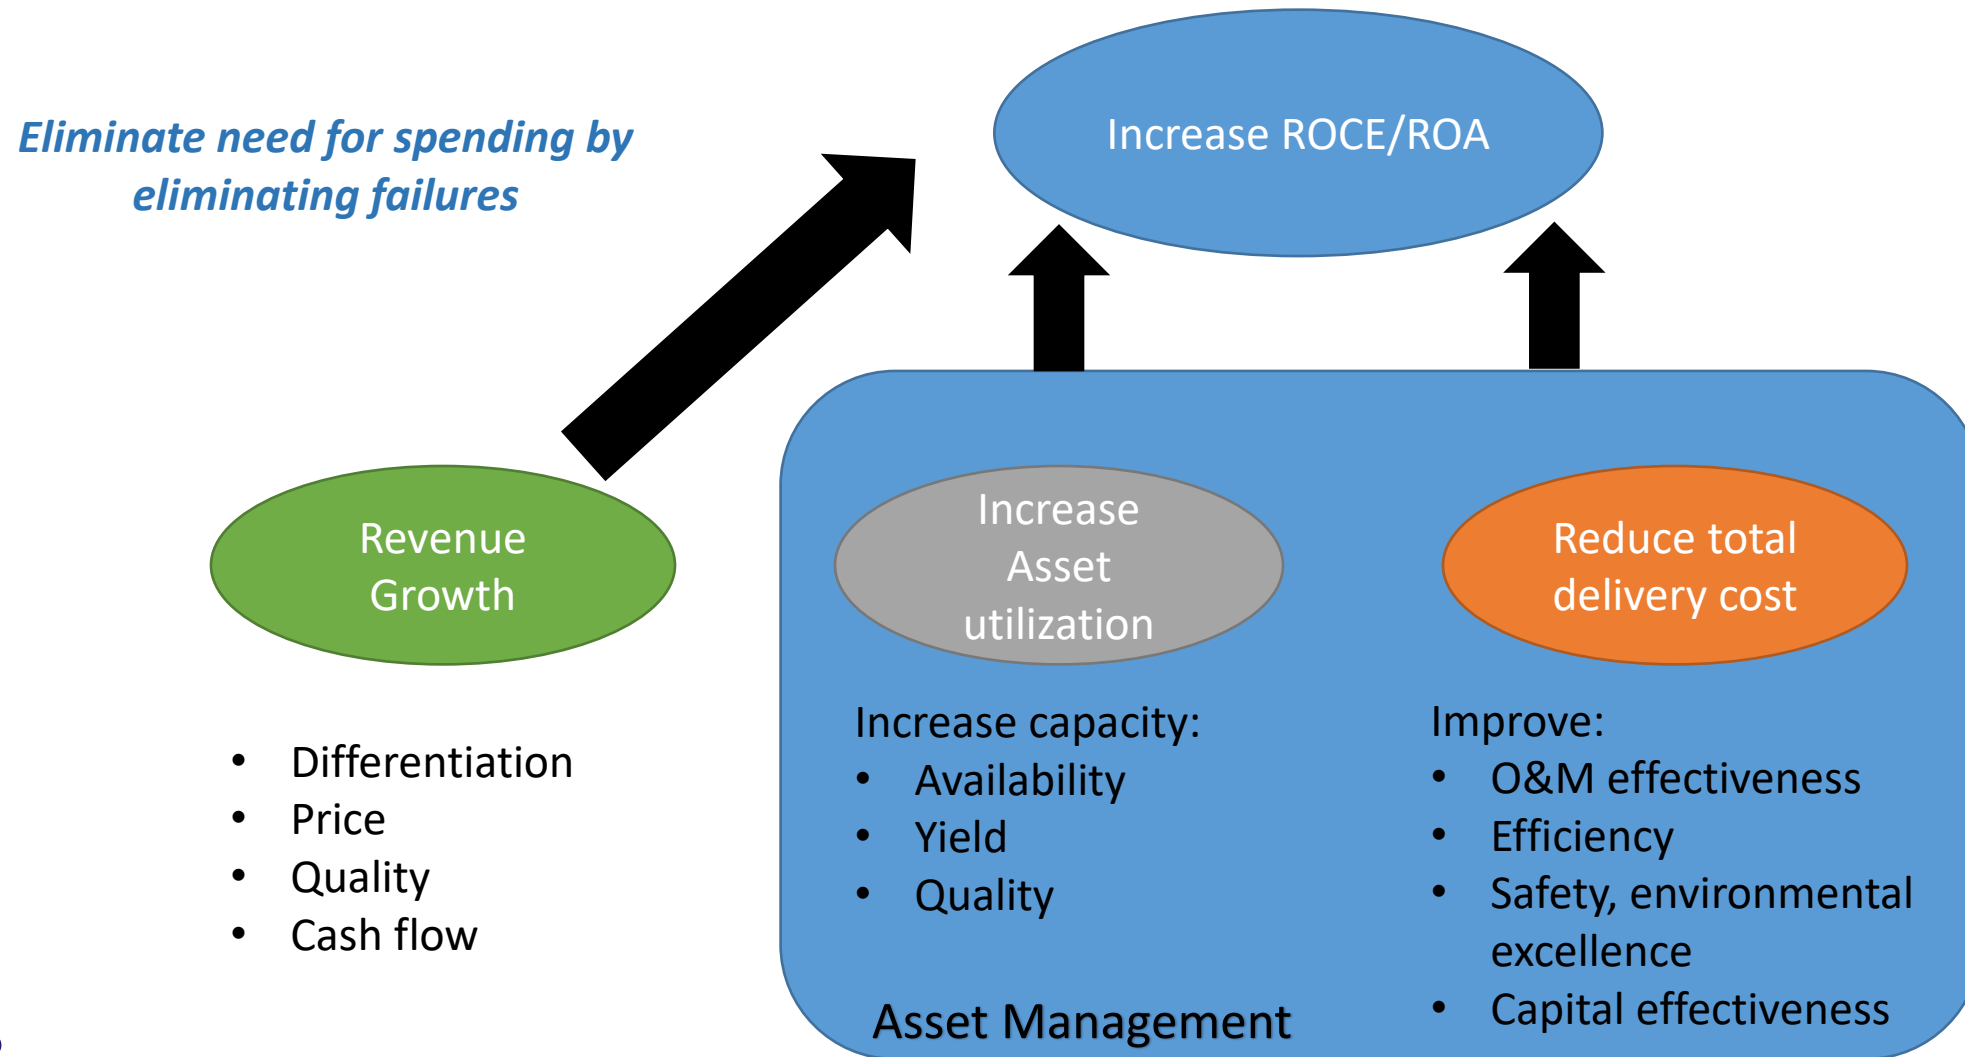 Eliminate need for spending by
eliminating failures
Increase ROCE/ROA
Revenue
Growth
• Differentiation
• Price
• Quality
• Cash flow
Increase
Asset
utilization
Increase capacity:
• Availability
• Yield
• Quality
Reduce total
delivery cost
Improve:
• O&M effectiveness
• Efficiency
• Safety, environmental
excellence
• Capital effectiveness
Asset Management